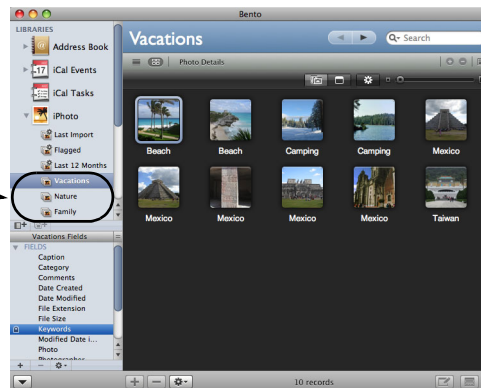 Bento
LIBRARIES
Address Book
17 iCal Events
iCal Tasks
iPhoto
Last Import
Flagged
Last 12 Months
Vacations
Nature
Family
Vacations Fields
FIELDS
Caption
Category
Comments
Date Created
Date Modified
File Extension
File Size
Keywords
Modified Date i...
Photo
Photographer
Vacations
Search
Photo Details
Beach
Beach
Camping
Camping
Mexico
Mexico
Mexico
Mexico
Mexico
Taiwan
10 records